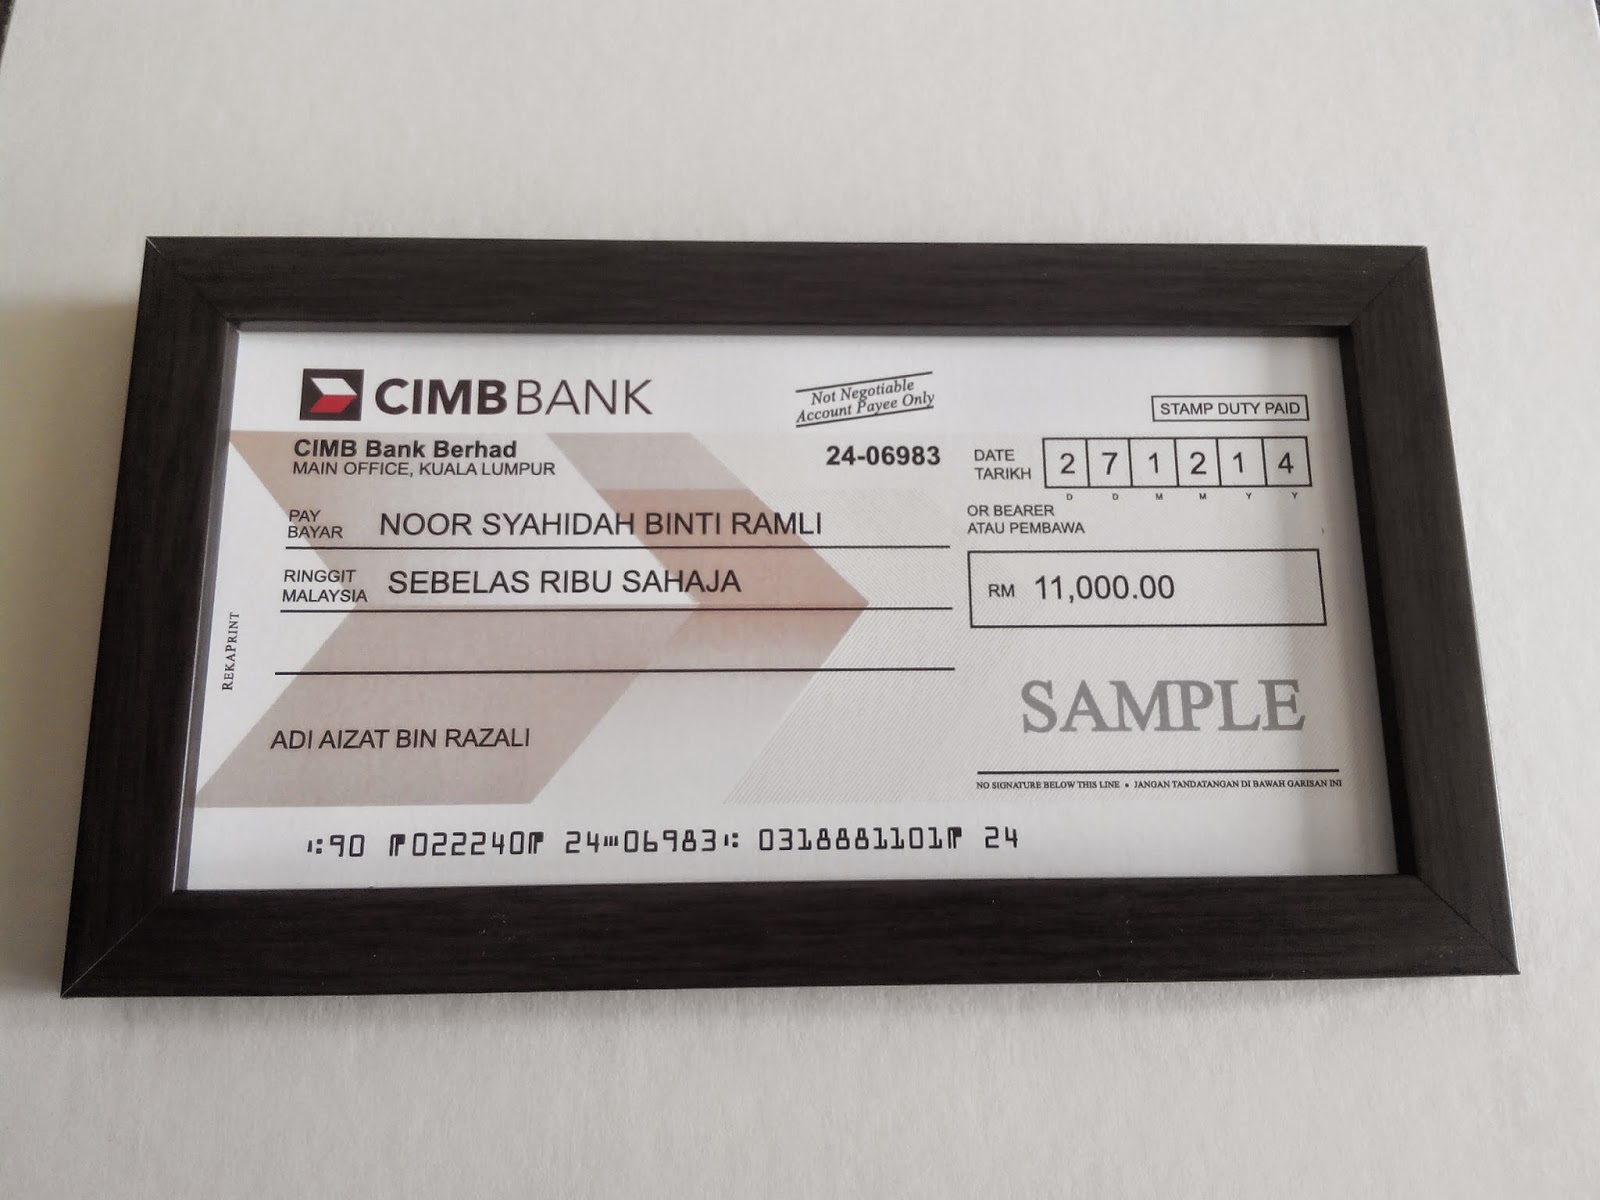 CIMB BANK
Not Negotiable
Account Payee Only
STAMP DUTY PAID
CIMB Bank Berhad
MAIN OFFICE, KUALA LUMPUR
24-06983
DATE
TARIKH
2 7 1 2 1 4
D D M M Y Y
PAY
BAYAR
NOOR SYAHIDAH BINTI RAMLI
OR BEARER
ATAU PEMBAWA
RINGGIT
MALAYSIA
SEBELAS RIBU SAHAJA
RM 11,000.00
REKAPRINT
SAMPLE
ADI AIZAT BIN RAZALI
NO SIGNATURE BELOW THIS LINE • JANGAN TANDATANGAN DI BAWAH GARISAN INI
⑆90 ⑈022240⑈ 24⑉06983⑆ 0318881101⑈ 24